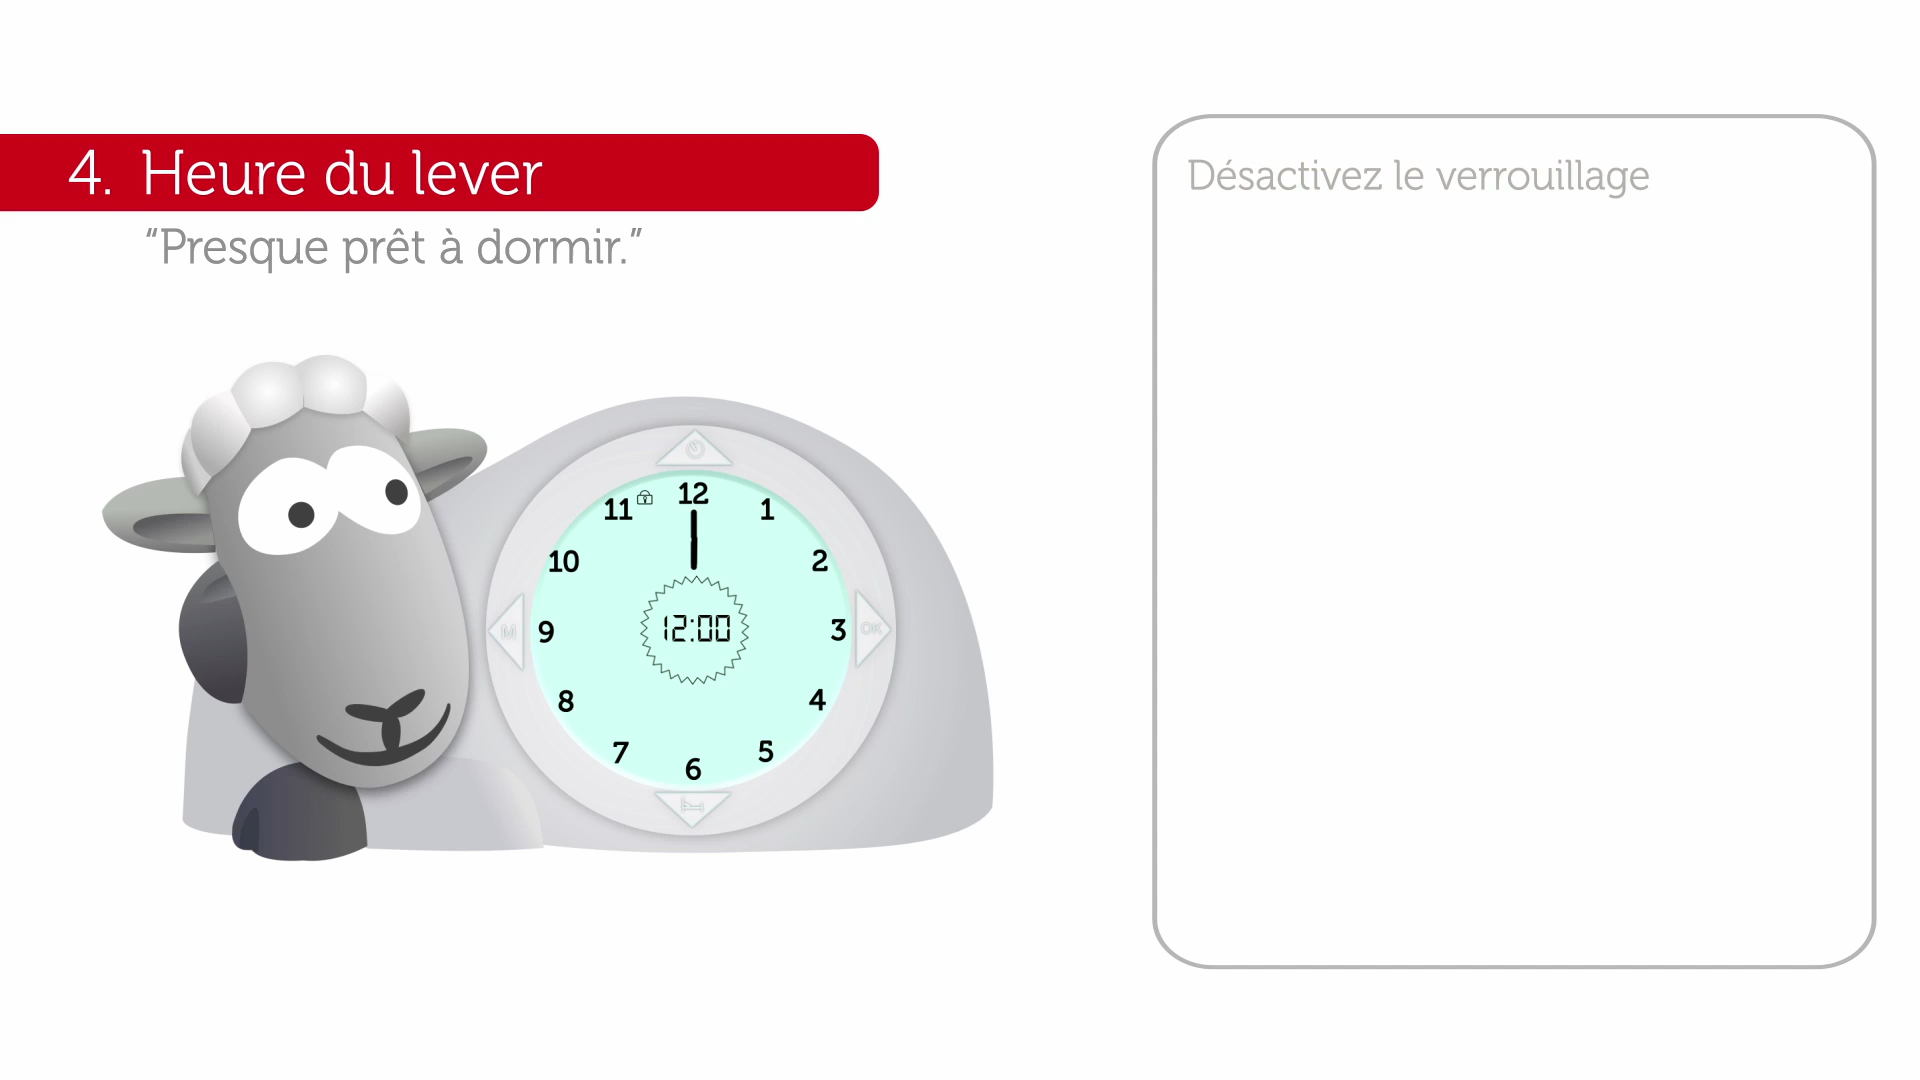 4. Heure du lever
“Presque prêt à dormir.”
Désactivez le verrouillage
12
11
1
10
2
12:00
M
9
3
OK
8
4
7
5
6